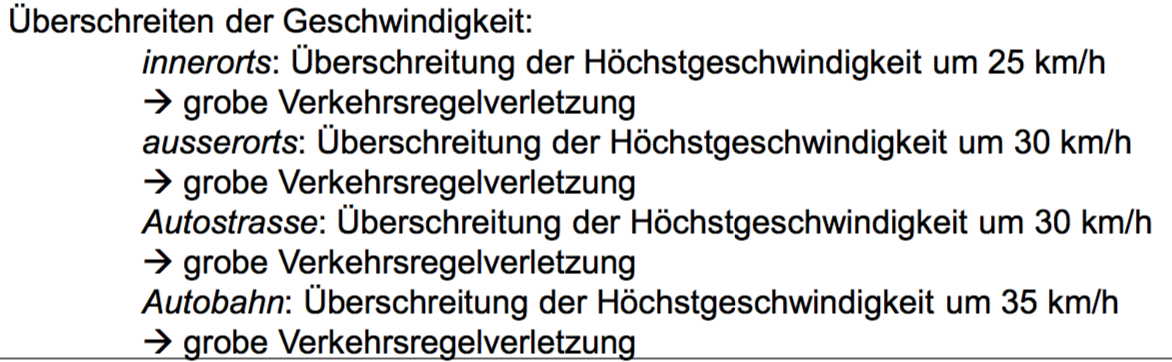 Überschreiten der Geschwindigkeit:
innerorts: Überschreitung der Höchstgeschwindigkeit um 25 km/h
→ grobe Verkehrsregelverletzung
ausserorts: Überschreitung der Höchstgeschwindigkeit um 30 km/h
→ grobe Verkehrsregelverletzung
Autostrasse: Überschreitung der Höchstgeschwindigkeit um 30 km/h
→ grobe Verkehrsregelverletzung
Autobahn: Überschreitung der Höchstgeschwindigkeit um 35 km/h
→ grobe Verkehrsregelverletzung